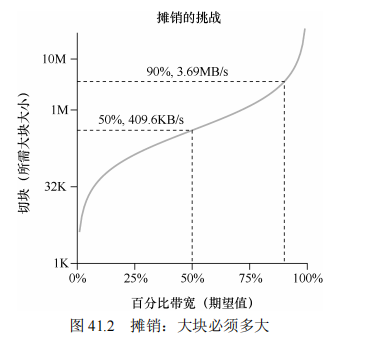 摊销的挑战
10M
90%, 3.69MB/s
1M
50%, 409.6KB/s
切块（所需大块大小）
32K
1K
0% 25% 50% 75% 100%
百分比带宽（期望值）
图 41.2 摊销：大块必须多大